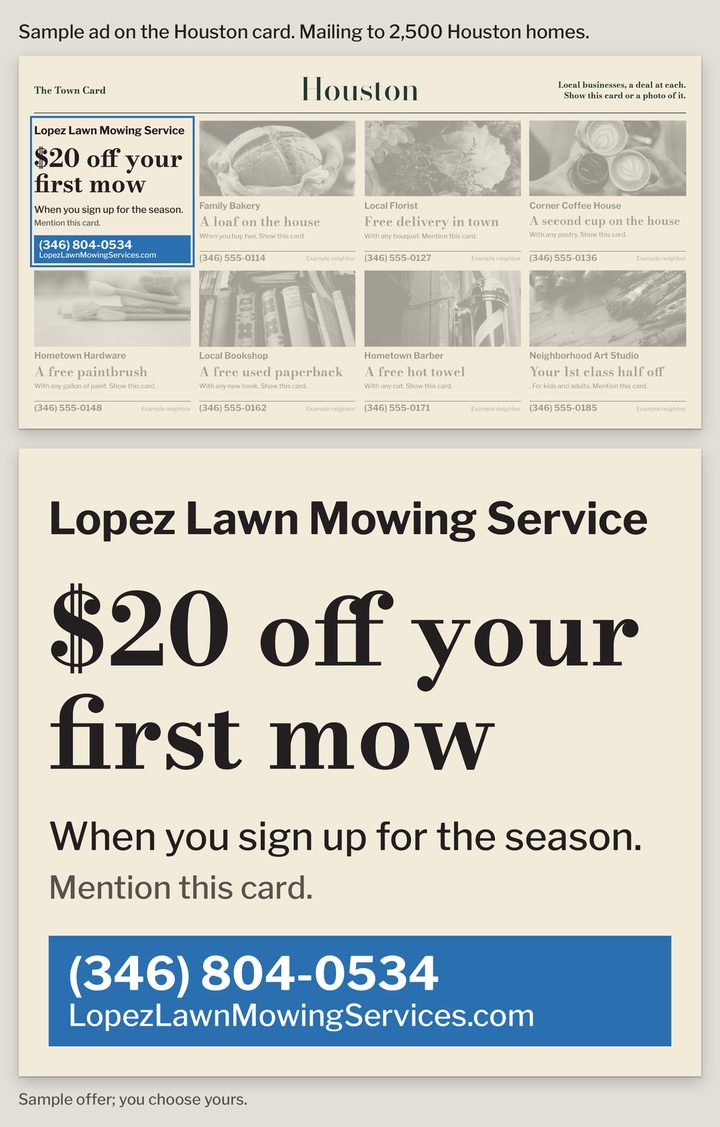 Sample ad on the Houston card. Mailing to 2,500 Houston homes.
The Town Card
Houston
Local businesses, a deal at each.
Show this card or a photo of it.
Lopez Lawn Mowing Service
$20 off your
first mow
When you sign up for the season.
Mention this card.
(346) 804-0534
LopezLawnMowingServices.com
Family Bakery
A loaf on the house
When you buy two. Show this card.
(346) 555-0114
Example neighbor
Local Florist
Free delivery in town
With any bouquet. Mention this card.
(346) 555-0127
Example neighbor
Corner Coffee House
A second cup on the house
With any pastry. Show this card.
(346) 555-0136
Example neighbor
Hometown Hardware
A free paintbrush
With any gallon of paint. Show this card.
(346) 555-0148
Example neighbor
Local Bookshop
A free used paperback
With any new book. Show this card.
(346) 555-0162
Example neighbor
Hometown Barber
A free hot towel
With any cut. Show this card.
(346) 555-0171
Example neighbor
Neighborhood Art Studio
Your 1st class half off
For kids and adults. Mention this card.
(346) 555-0185
Example neighbor
Lopez Lawn Mowing Service
$20 off your
first mow
When you sign up for the season.
Mention this card.
(346) 804-0534
LopezLawnMowingServices.com
Sample offer; you choose yours.